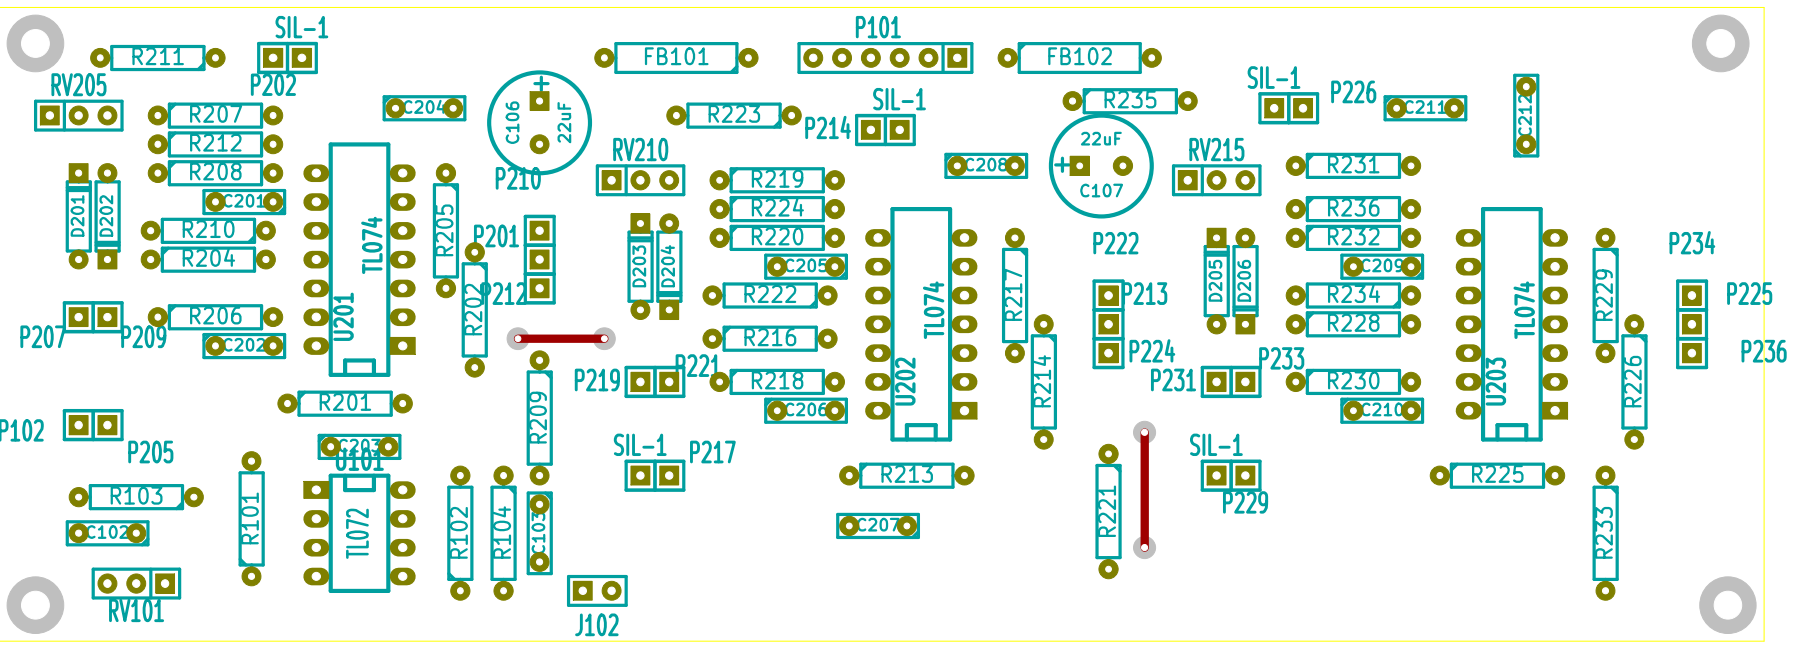 SIL-1
P101
R211
FB101
FB102
RV205
P202
SIL-1
P226
SIL-1
C204
C106
+
22uF
R223
R235
C211
C212
R207
P214
R212
22uF
RV210
RV215
R208
P210
C208
+
C107
R231
D201
D202
C201
R219
R205
R210
TL074
P201
R224
R236
R220
R232
P222
P234
R204
D203
D204
C205
D205
D206
C209
R202
P212
R222
R217
P213
R234
R229
P225
U201
TL074
TL074
P207
P209
R206
R216
R228
C202
P224
P233
P236
P219
P221
R218
U202
R214
P231
R230
U203
R226
R201
R209
C206
C210
P102
P205
C203
U101
SIL-1
P217
SIL-1
R213
R225
R103
R101
R102
R104
C103
R221
P229
C102
TL072
C207
R233
RV101
J102